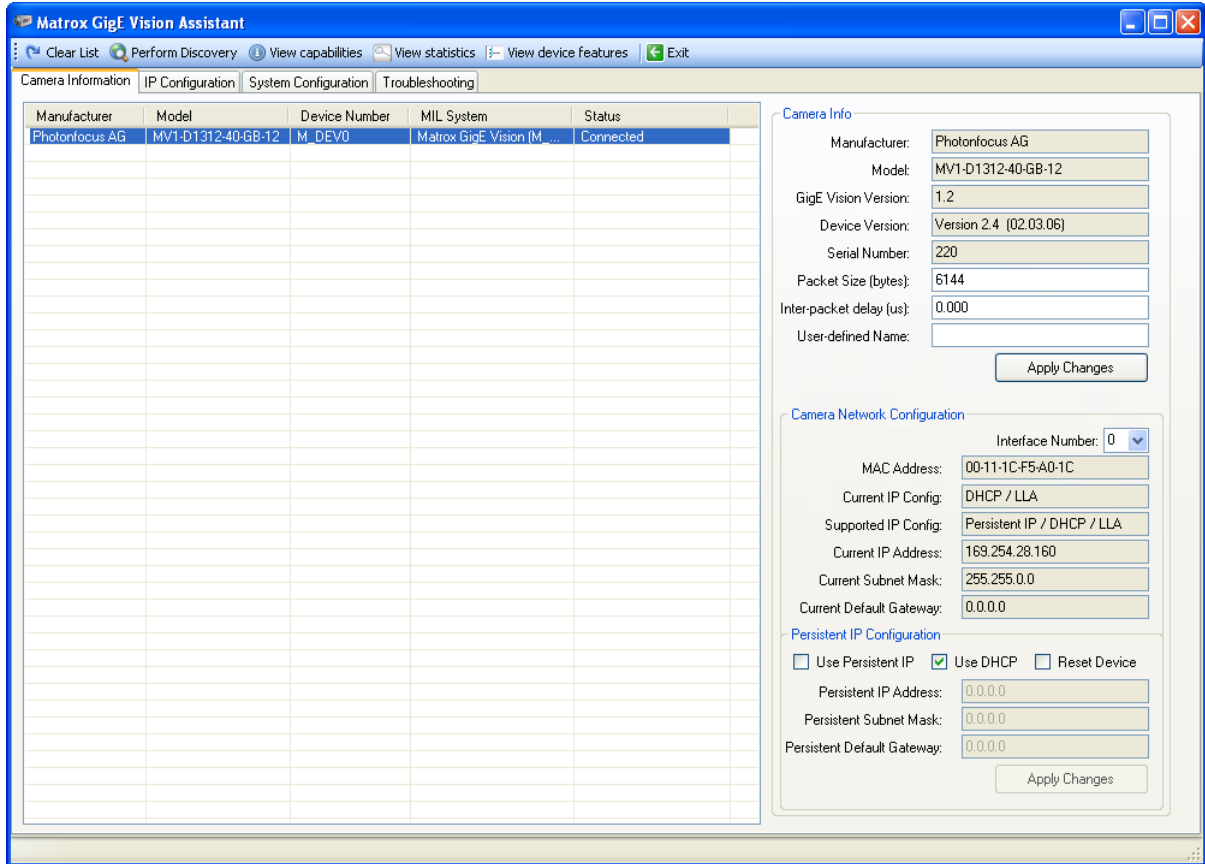 Matrox GigE Vision Assistant
Clear List Perform Discovery View capabilities View statistics View device features Exit
Camera Information IP Configuration System Configuration Troubleshooting
Manufacturer Model Device Number MIL System Status
Photonfocus AG MV1-D1312-40-GB-12 M_DEV0 Matrox GigE Vision (M_... Connected
Camera Info
Manufacturer: Photonfocus AG
Model: MV1-D1312-40-GB-12
GigE Vision Version: 1.2
Device Version: Version 2.4 (02.03.06)
Serial Number: 220
Packet Size (bytes): 6144
Inter-packet delay (us): 0.000
User-defined Name:
Apply Changes
Camera Network Configuration
Interface Number: 0
MAC Address: 00-11-1C-F5-A0-1C
Current IP Config: DHCP / LLA
Supported IP Config: Persistent IP / DHCP / LLA
Current IP Address: 169.254.28.160
Current Subnet Mask: 255.255.0.0
Current Default Gateway: 0.0.0.0
Persistent IP Configuration
Use Persistent IP Use DHCP Reset Device
Persistent IP Address: 0.0.0.0
Persistent Subnet Mask: 0.0.0.0
Persistent Default Gateway: 0.0.0.0
Apply Changes